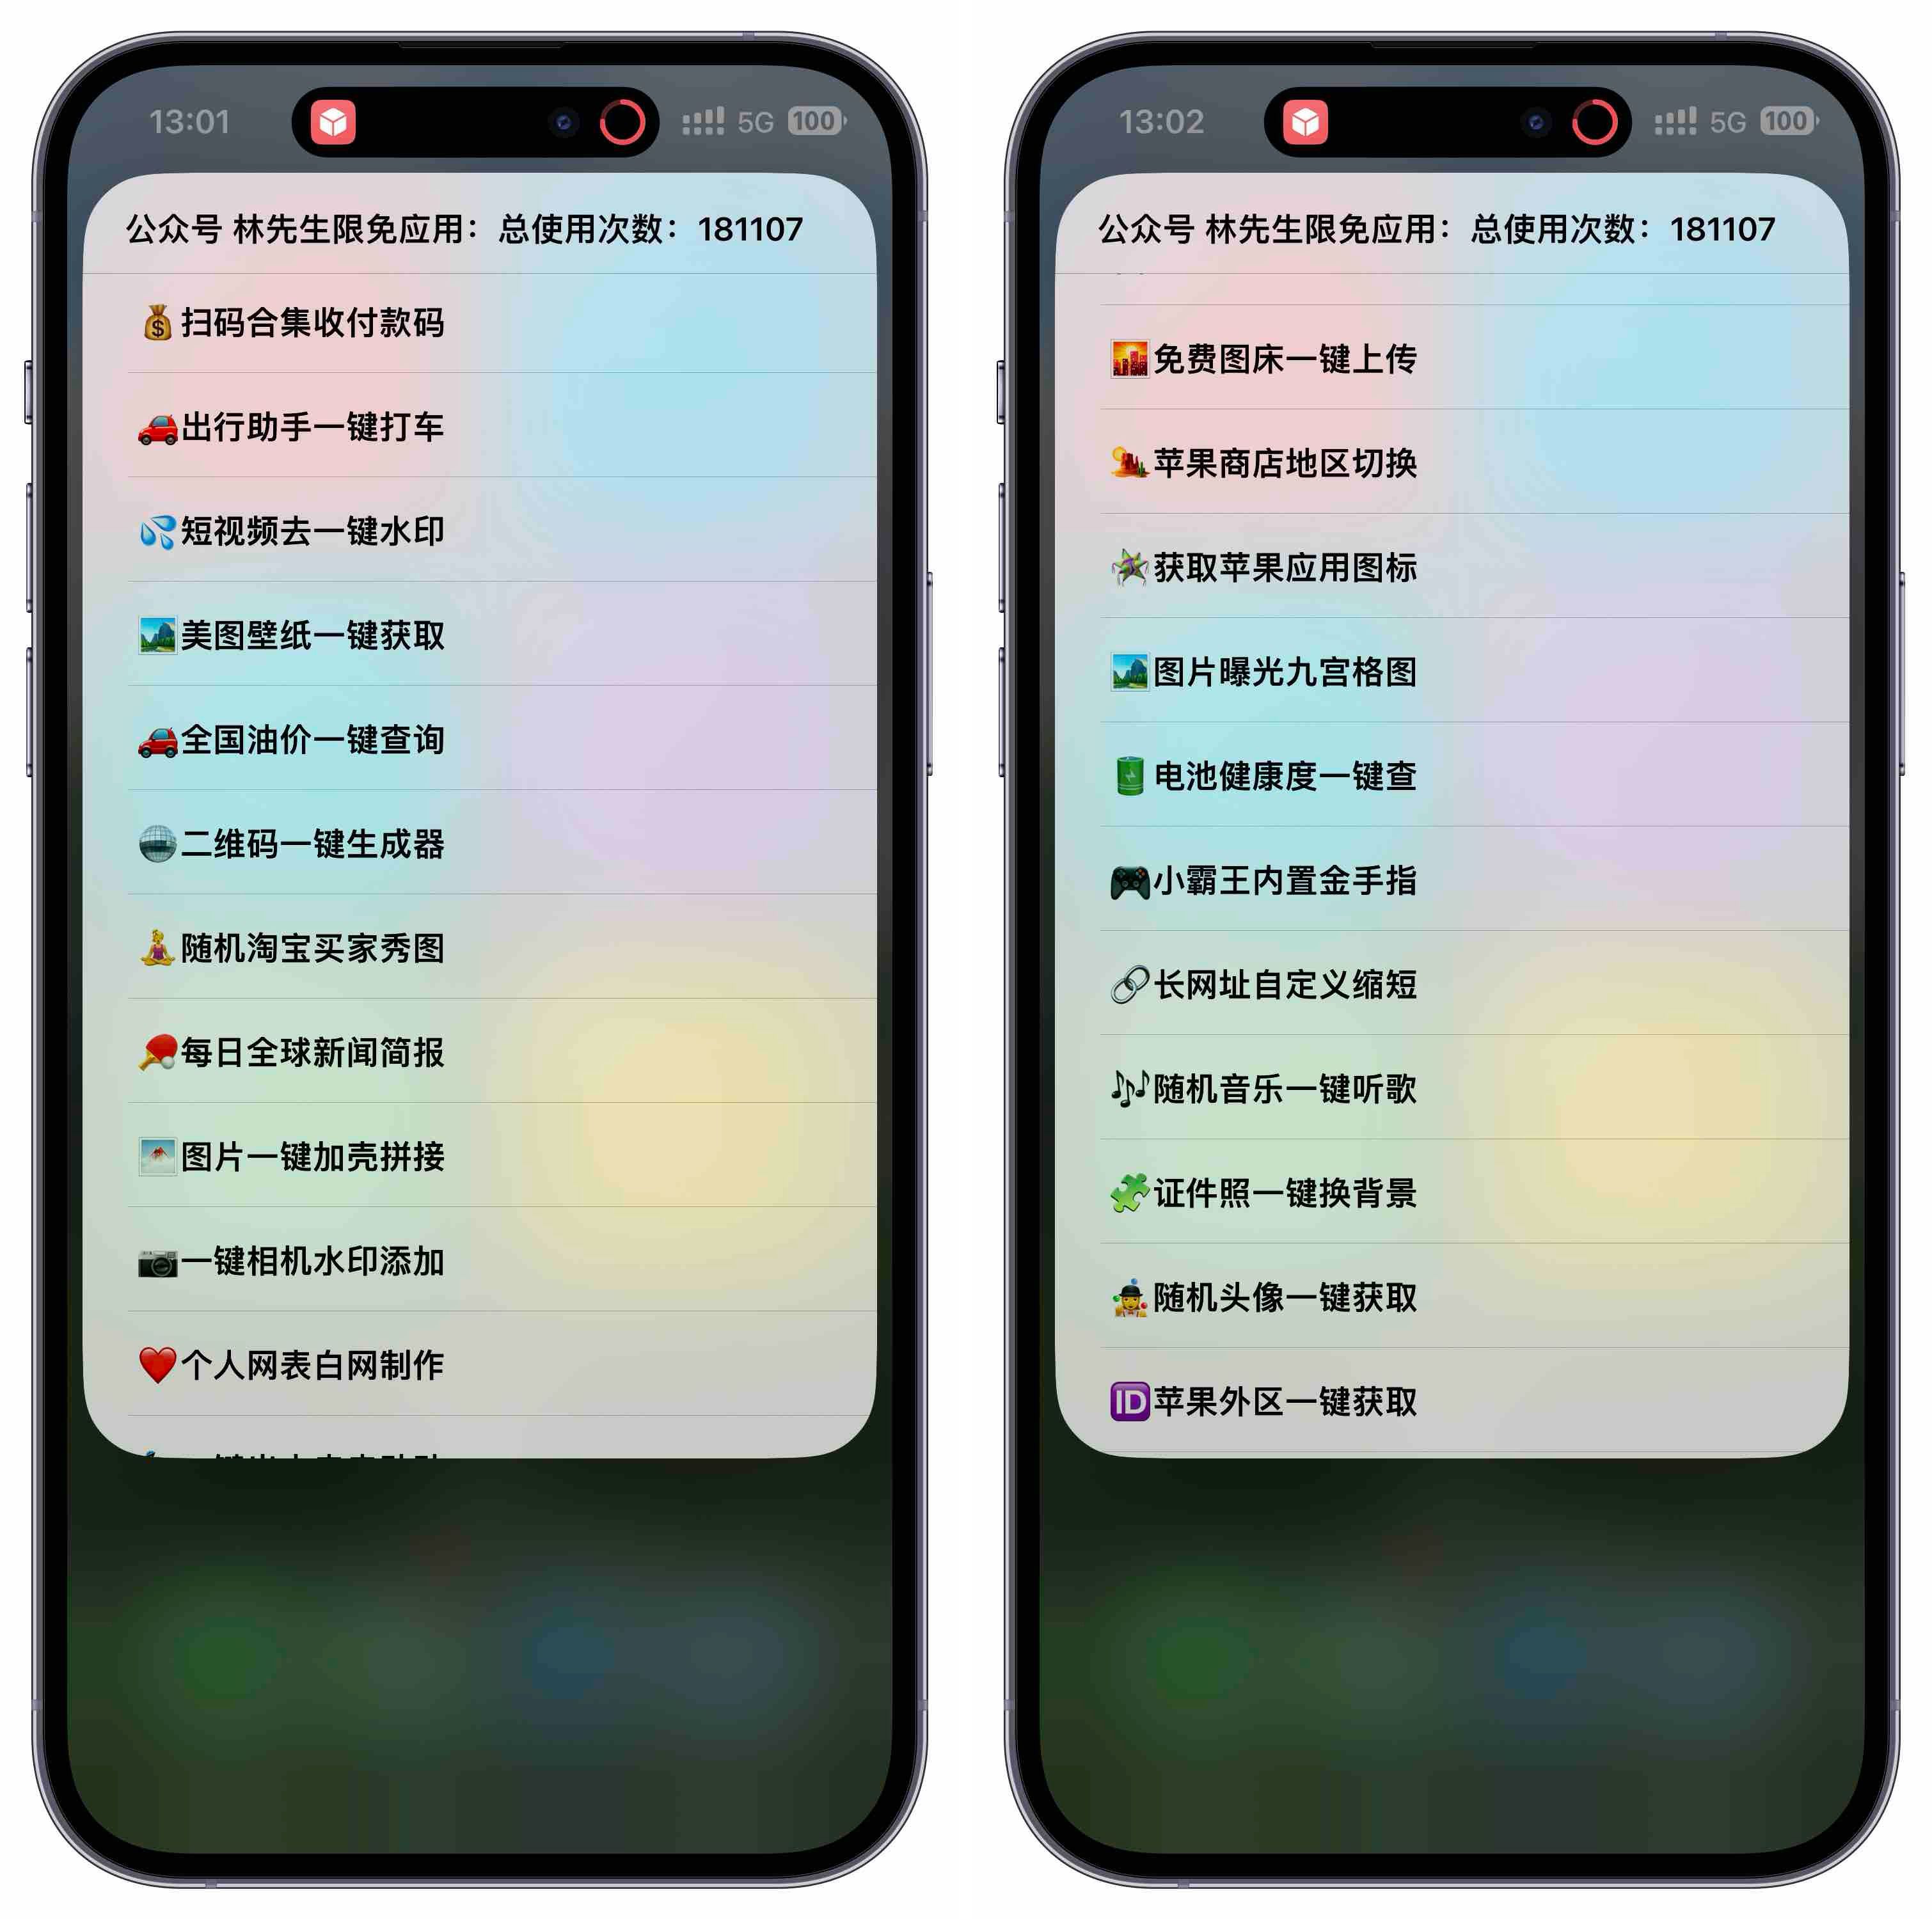 13:01
5G 100
公众号 林先生限免应用：总使用次数：181107
扫码合集收付款码
出行助手一键打车
短视频去一键水印
美图壁纸一键获取
全国油价一键查询
二维码一键生成器
随机淘宝买家秀图
每日全球新闻简报
图片一键加壳拼接
一键相机水印添加
个人网表白网制作
13:02
5G 100
公众号 林先生限免应用：总使用次数：181107
免费图床一键上传
苹果商店地区切换
获取苹果应用图标
图片曝光九宫格图
电池健康度一键查
小霸王内置金手指
长网址自定义缩短
随机音乐一键听歌
证件照一键换背景
随机头像一键获取
ID苹果外区一键获取